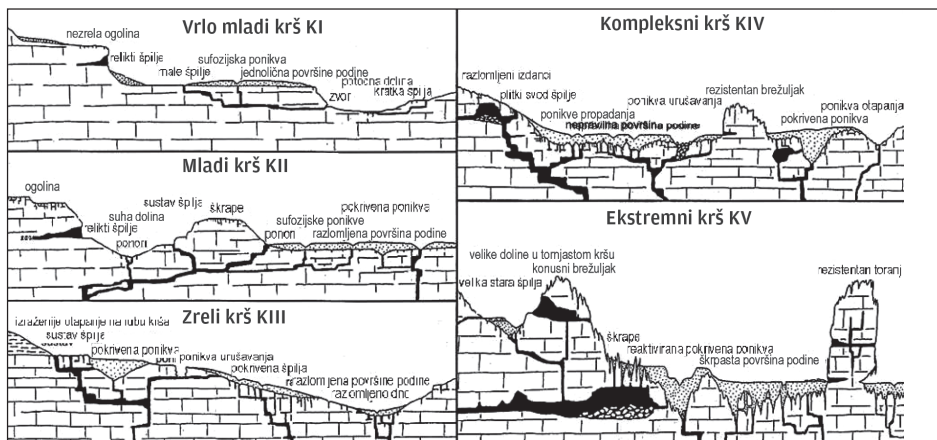 Vrlo mladi krš KI
nezrela ogolina
relikti špilje
male špilje
sufozijska ponikva
jednolična površine podine
zvor
potočna dolina
kratka špilja
Mladi krš KII
ogolina
suha dolina
relikti špilje
ponori
sustav špilja
škrape
ponori
pokrivena ponikva
sufozijske ponikve
razlomljena površine podine
Zreli krš KIII
izraženije otapanje na rubu krša
sustav špilje
pokrivena ponikva
ponikva urušavanja
pokrivena špilja
razlomljena površine podine
razlomljeno dno
Kompleksni krš KIV
razlomljeni izdanci
plitki svod špilje
ponikve propadanja
nepravilna površina podine
ponikva urušavanja
rezistentan brežuljak
ponikva otapanja
pokrivena ponikva
Ekstremni krš KV
velike doline u tornjastom kršu
konusni brežuljak
velika stara špilja
rezistentan toranj
škrape
reaktivirana pokrivena ponikva
škrpasta površina podine